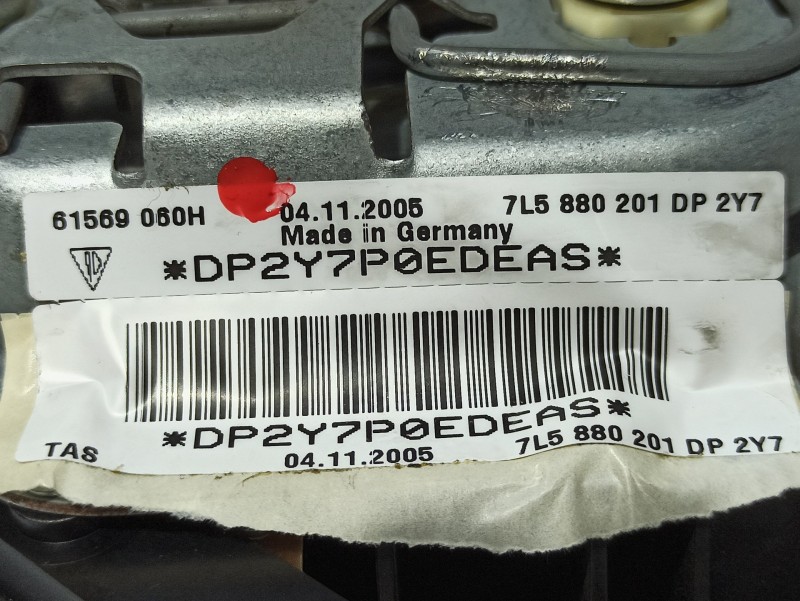 61569 060H 04.11.2005 7L5 880 201 DP 2Y7
Made in Germany
*DP2Y7P0EDEAS*
*DP2Y7P0EDEAS*
TAS 04.11.2005 7L5 880 201 DP 2Y7